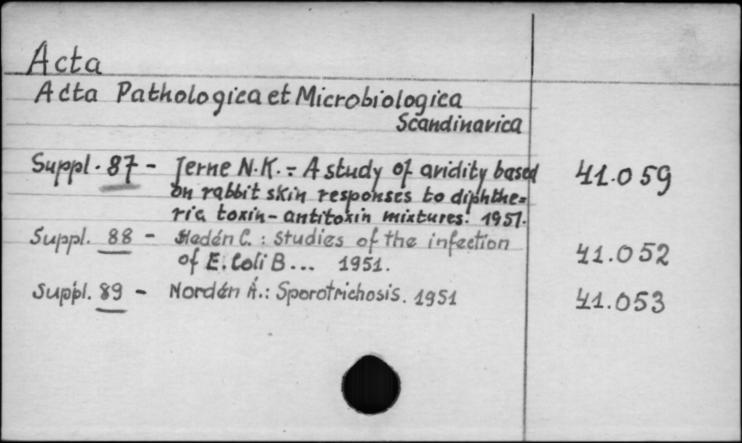 Acta
Acta Pathologica et Microbiologica
Scandinavica
Suppl. 87 - Jerne N.K. = A study of avidity based 41.059
on rabbit skin responses to diphthe=
ria toxin-antitoxin mixtures. 1951.
Suppl. 88 - Hedén C. : Studies of the infection
of E. Coli B ... 1951. 41.052
Suppl. 89 - Nordén Å.: Sporotrichosis. 1951 41.053